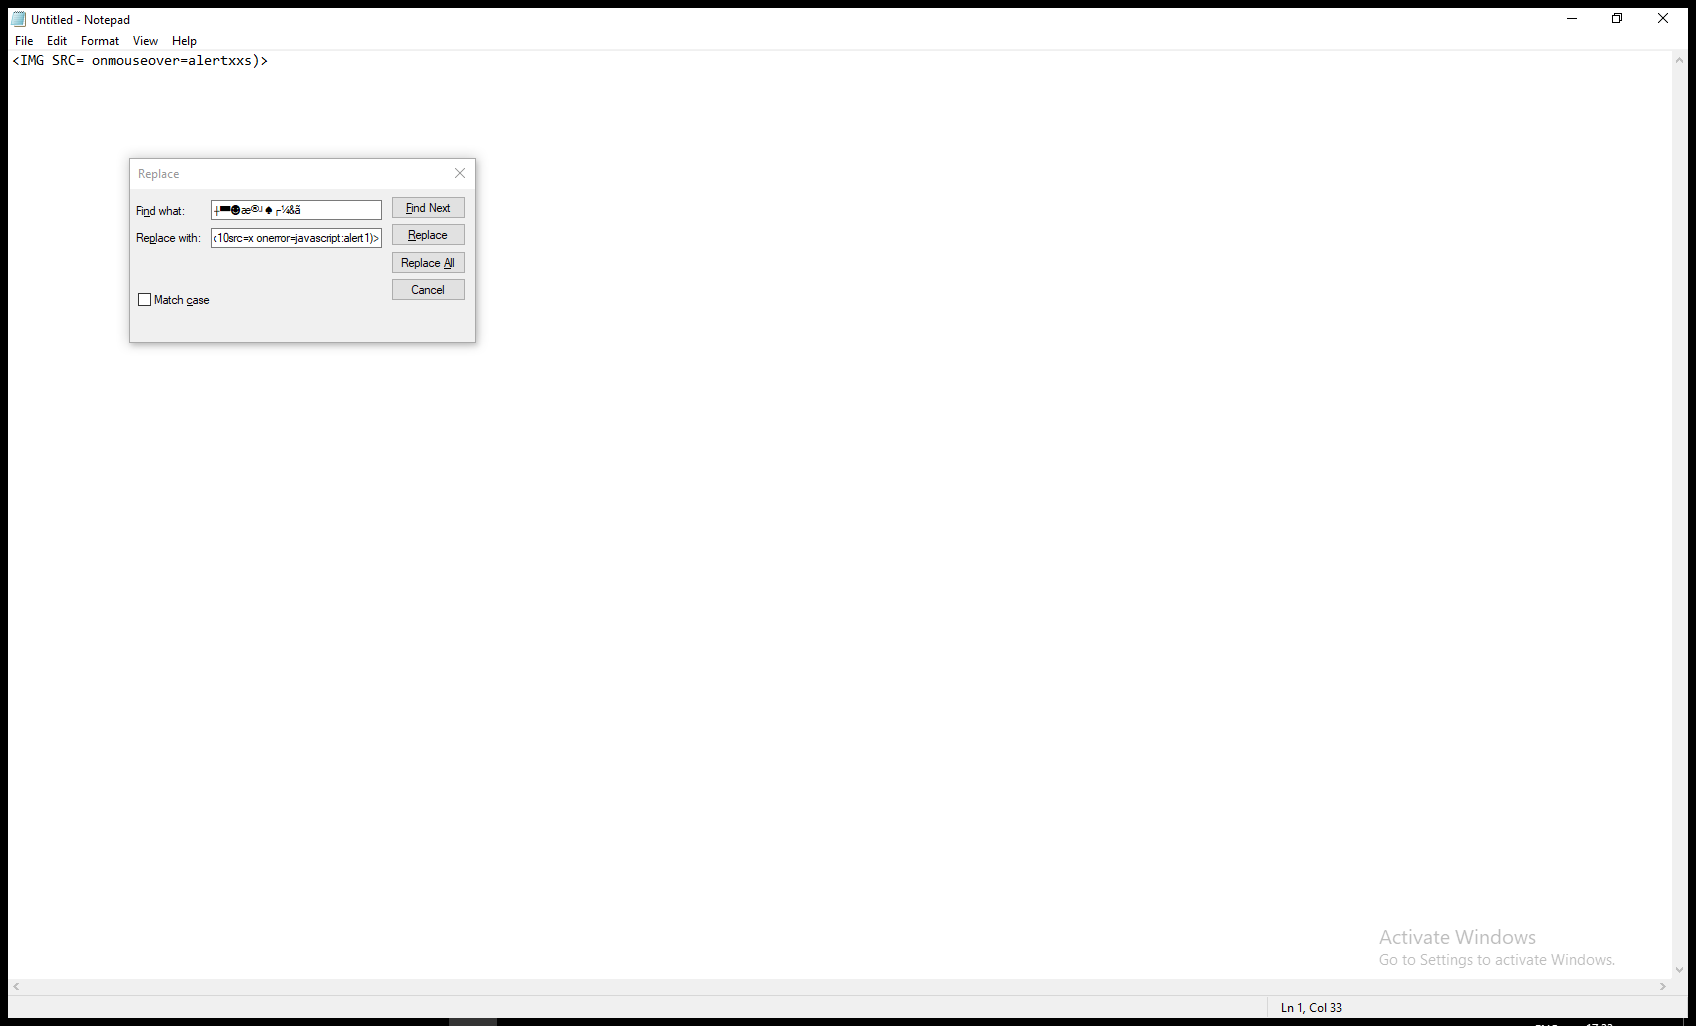 Untitled - Notepad
File Edit Format View Help
<IMG SRC= onmouseover=alertxxs)>
Replace
Find what:
Find Next
Replace with: 10src=x onerror=javascript:alert1)>
Replace
Replace All
Cancel
Match case
Activate Windows
Go to Settings to activate Windows.
Ln 1, Col 33